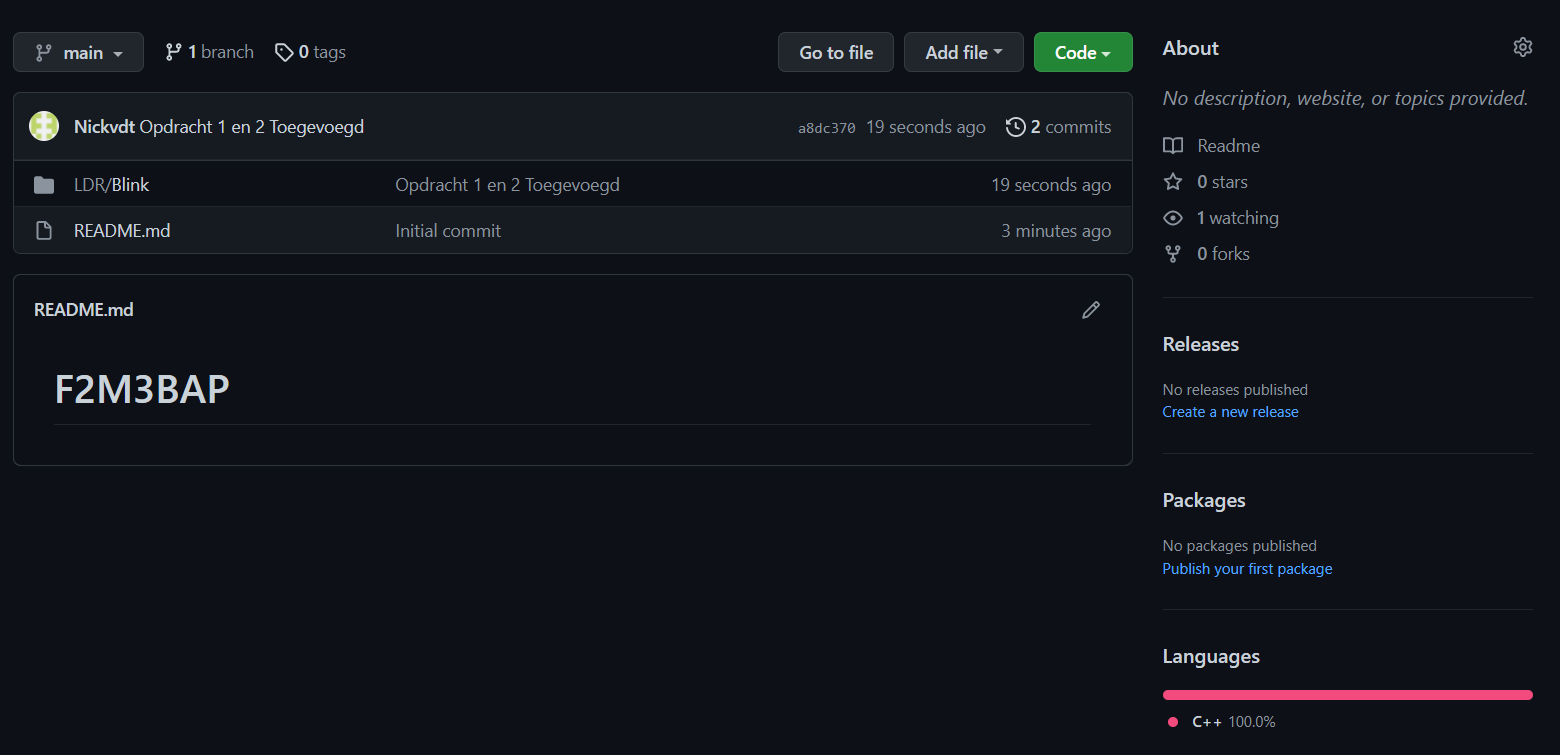 main 1 branch 0 tags Go to file Add file Code
Nickvdt Opdracht 1 en 2 Toegevoegd a8dc370 19 seconds ago 2 commits
LDR/Blink Opdracht 1 en 2 Toegevoegd 19 seconds ago
README.md Initial commit 3 minutes ago
README.md
F2M3BAP
About
No description, website, or topics provided.
Readme
0 stars
1 watching
0 forks
Releases
No releases published
Create a new release
Packages
No packages published
Publish your first package
Languages
C++ 100.0%